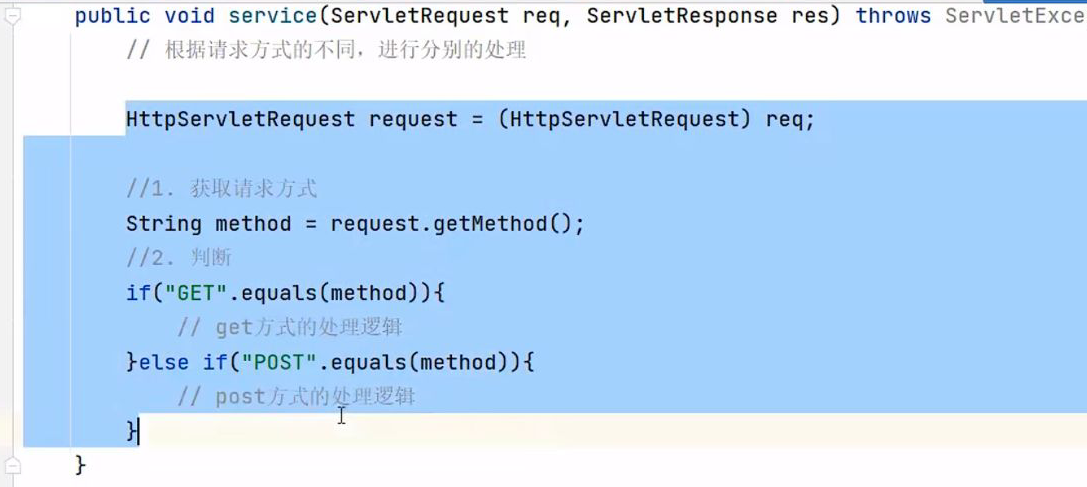 public void service(ServletRequest req, ServletResponse res) throws ServletExce
// 根据请求方式的不同，进行分别的处理
HttpServletRequest request = (HttpServletRequest) req;
//1. 获取请求方式
String method = request.getMethod();
//2. 判断
if("GET".equals(method)){
// get方式的处理逻辑
}else if("POST".equals(method)){
// post方式的处理逻辑
}
}